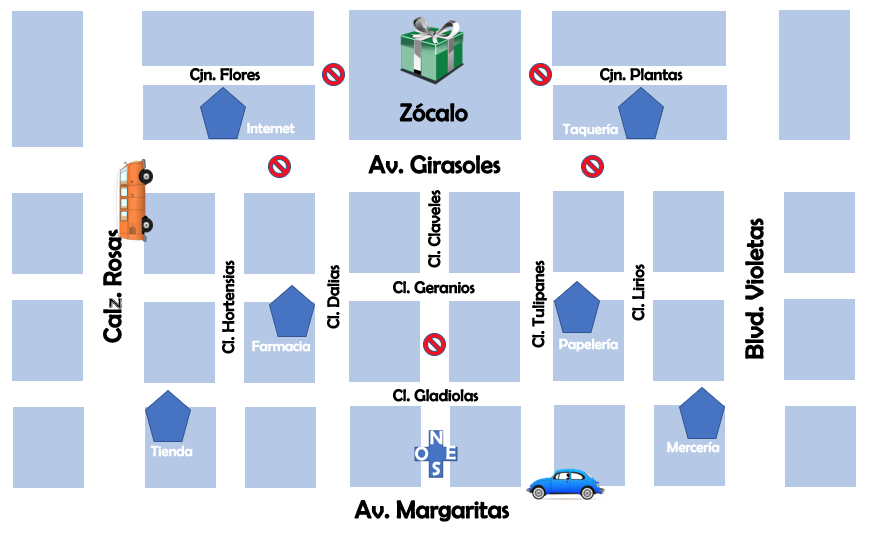 Cjn. Flores
Cjn. Plantas
Zócalo
Internet
Taquería
Av. Girasoles
Calz. Rosas
Cl. Hortensias
Cl. Dalias
Cl. Claveles
Cl. Tulipanes
Cl. Lirios
Blvd. Violetas
Cl. Geranios
Farmacia
Papelería
Cl. Gladiolas
Tienda
Mercería
N
O E
S
Av. Margaritas